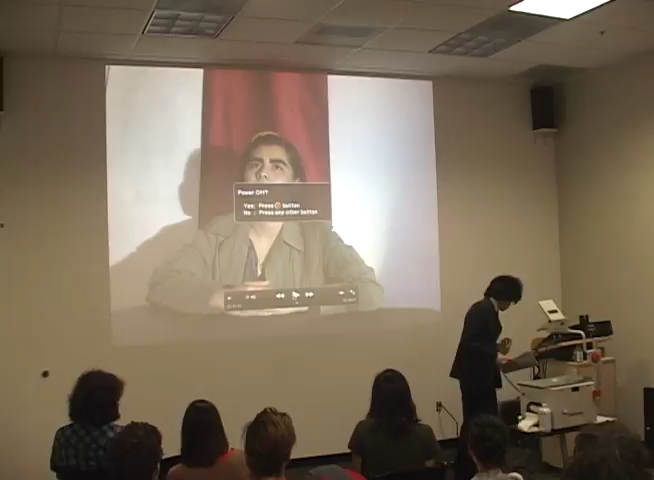 Power Off?
Yes: Press button
No : Press any other button